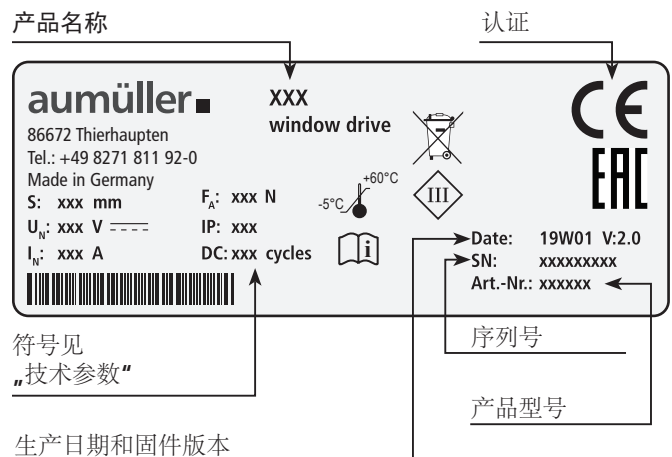 产品名称
认证
aumüller
XXX
window drive
86672 Thierhaupten
Tel.: +49 8271 811 92-0
Made in Germany
S: xxx mm
F_A: xxx N
U_N: xxx V
IP: xxx
I_N: xxx A
DC: xxx cycles
-5°C
+60°C
III
i
CE
EAC
Date: 19W01 V:2.0
SN: xxxxxxxxx
Art.-Nr.: xxxxxx
符号见
„技术参数“
序列号
产品型号
生产日期和固件版本